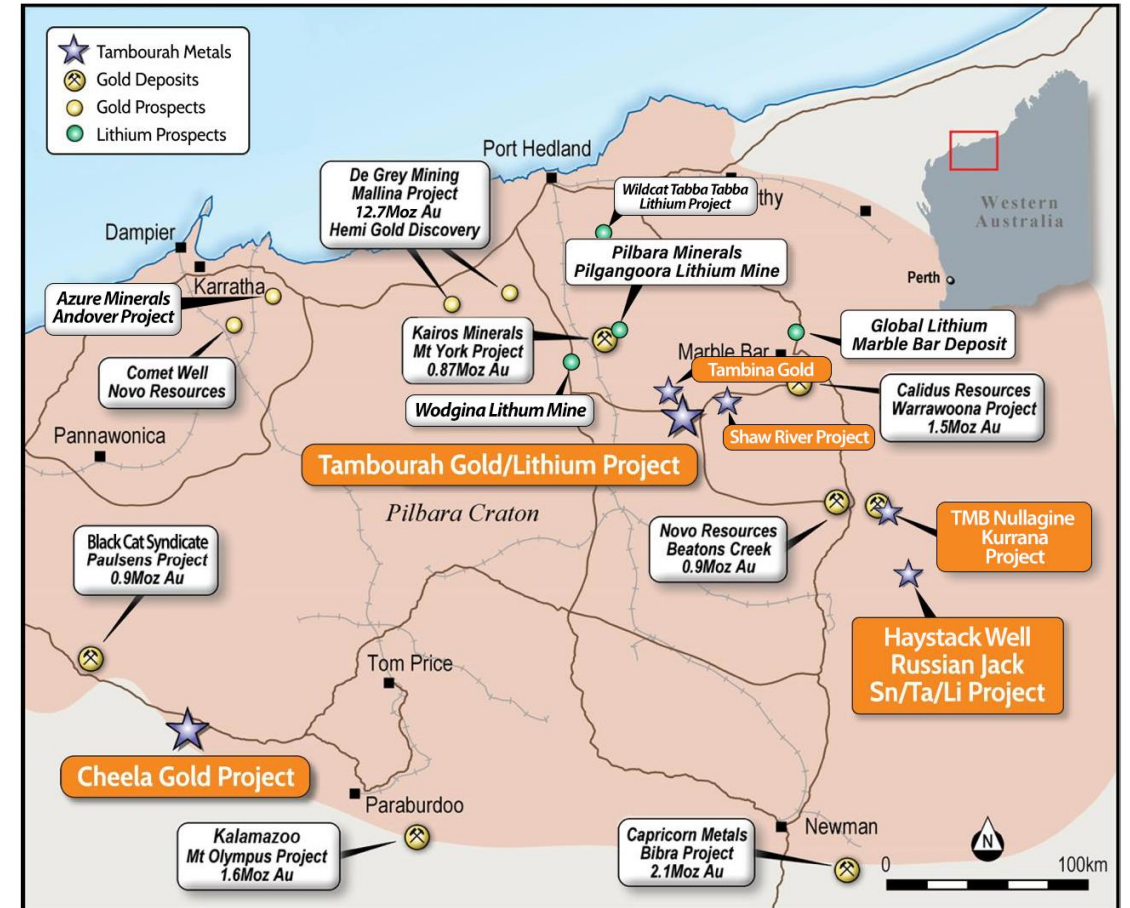 Tambourah Metals
Gold Deposits
Gold Prospects
Lithium Prospects
Port Hedland
De Grey Mining
Mallina Project
12.7Moz Au
Hemi Gold Discovery
Wildcat Tabba Tabba
Lithium Project
thy
Western
Australia
Perth
Dampier
Karratha
Pilbara Minerals
Pilgangoora Lithium Mine
Azure Minerals
Andover Project
Comet Well
Novo Resources
Kairos Minerals
Mt York Project
0.87Moz Au
Global Lithium
Marble Bar Deposit
Marble Bar
Tambina Gold
Wodgina Lithum Mine
Calidus Resources
Warrawoona Project
1.5Moz Au
Shaw River Project
Pannawonica
Tambourah Gold/Lithium Project
Pilbara Craton
Novo Resources
Beatons Creek
0.9Moz Au
TMB Nullagine
Kurrana
Project
Black Cat Syndicate
Paulsens Project
0.9Moz Au
Haystack Well
Russian Jack
Sn/Ta/Li Project
Tom Price
Cheela Gold Project
Paraburdoo
Kalamazoo
Mt Olympus Project
1.6Moz Au
Capricorn Metals
Bibra Project
2.1Moz Au
Newman
N
0
100km